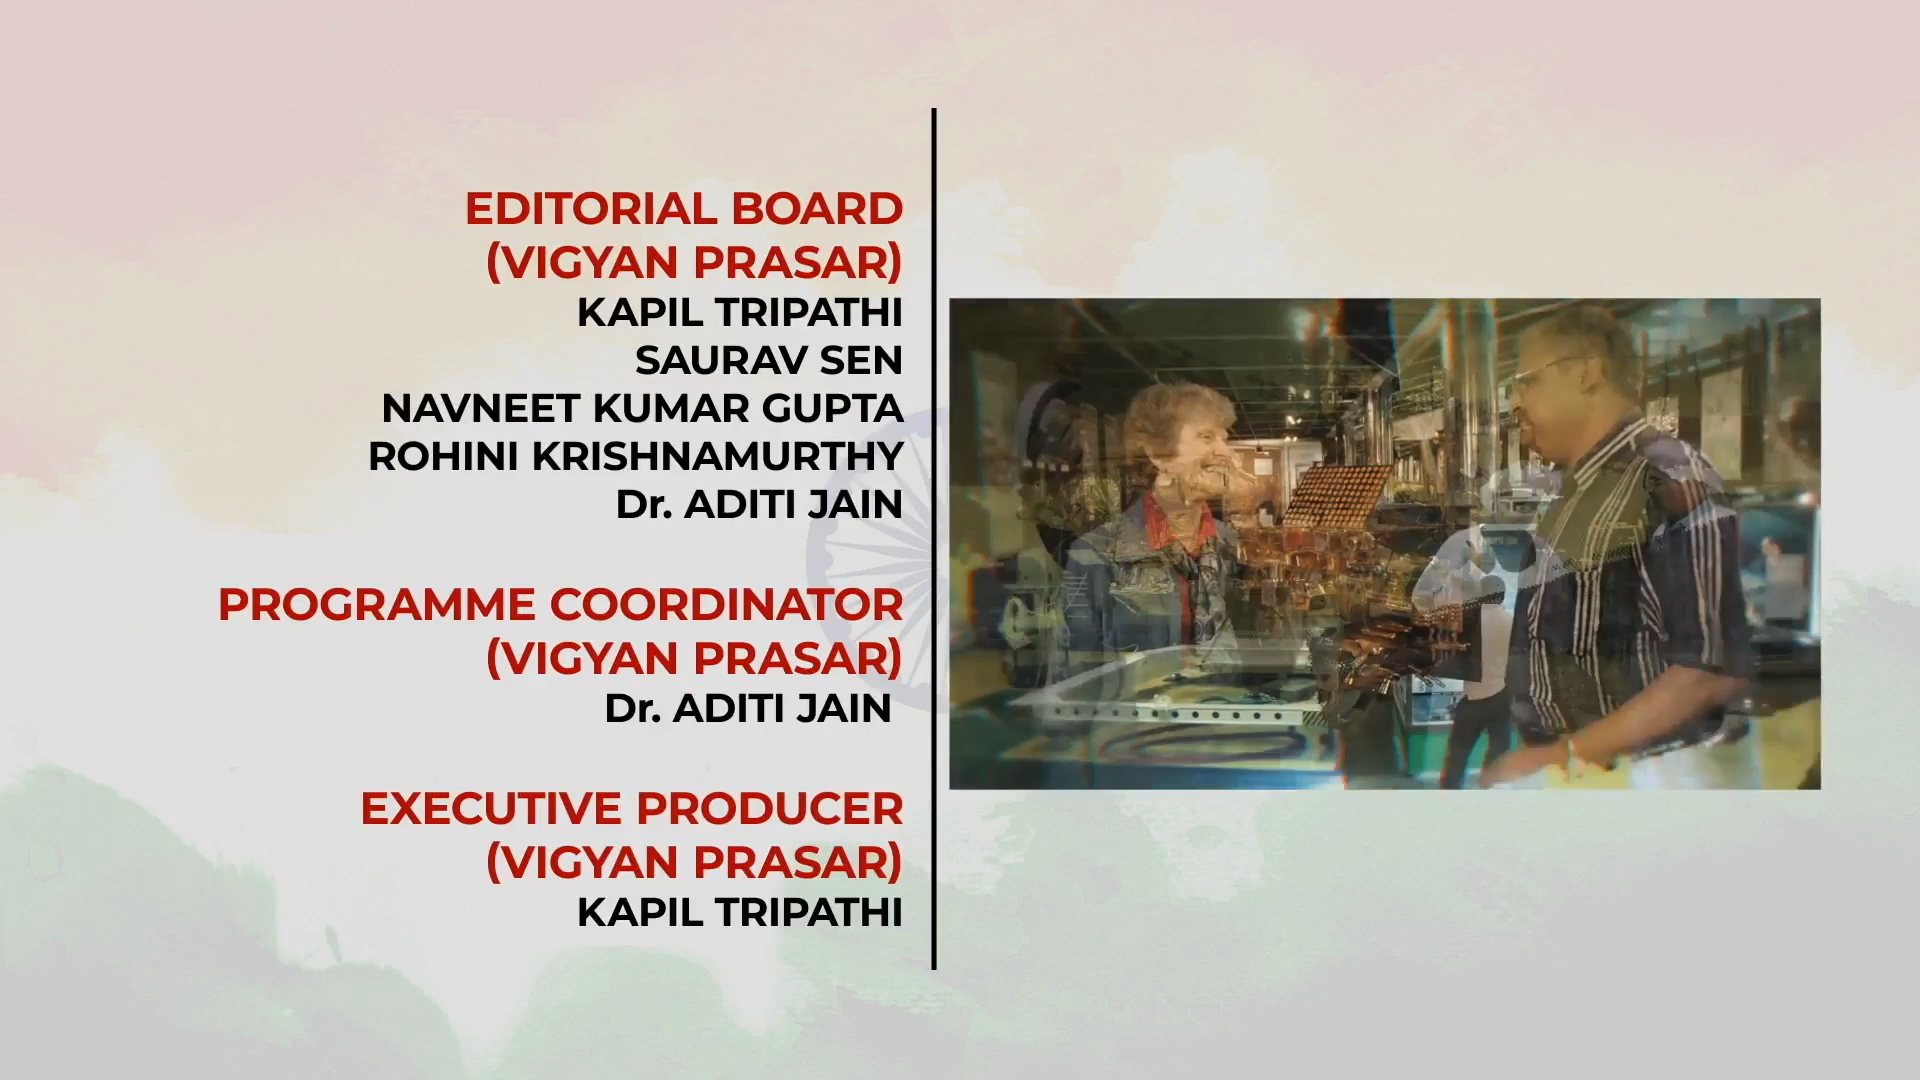 EDITORIAL BOARD
(VIGYAN PRASAR)
KAPIL TRIPATHI
SAURAV SEN
NAVNEET KUMAR GUPTA
ROHINI KRISHNAMURTHY
Dr. ADITI JAIN
PROGRAMME COORDINATOR
(VIGYAN PRASAR)
Dr. ADITI JAIN
EXECUTIVE PRODUCER
(VIGYAN PRASAR)
KAPIL TRIPATHI